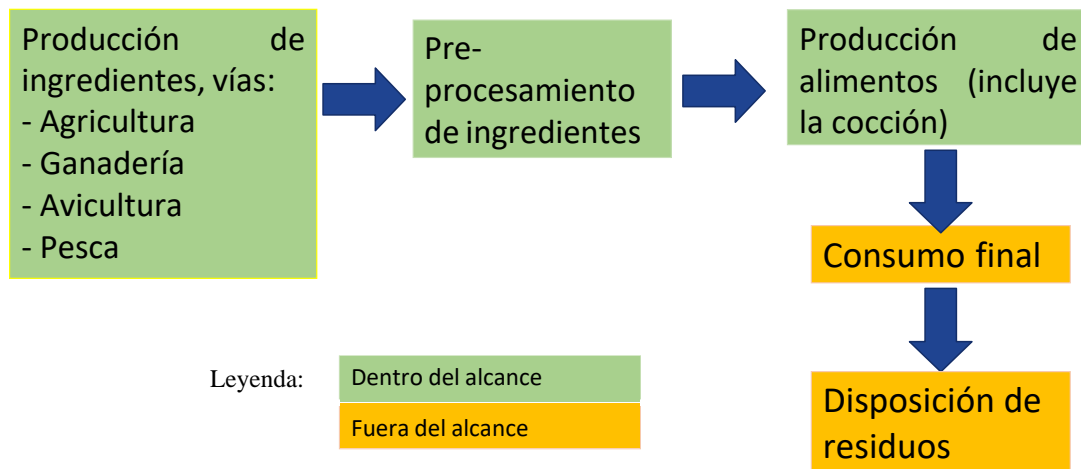 Producción de
ingredientes, vías:
- Agricultura
- Ganadería
- Avicultura
- Pesca
Pre-
procesamiento
de ingredientes
Producción de
alimentos (incluye
la cocción)
Consumo final
Disposición de
residuos
Leyenda:
Dentro del alcance
Fuera del alcance